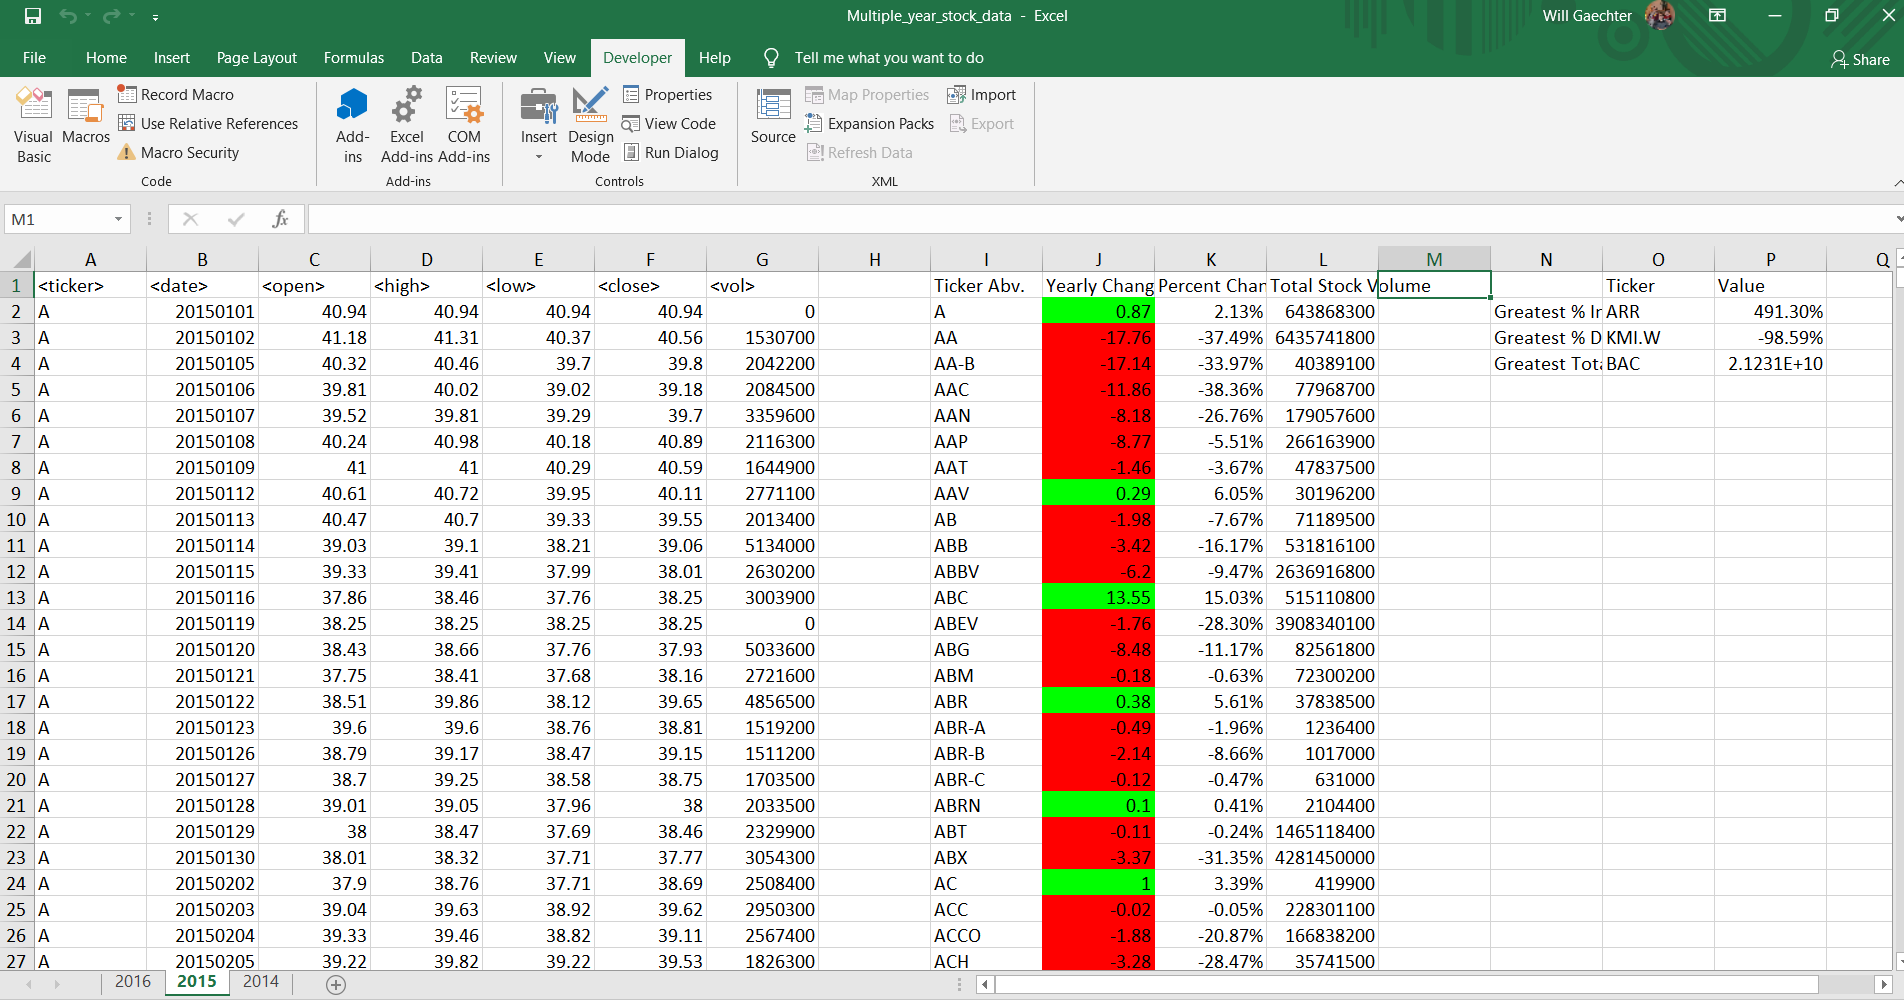 Multiple_year_stock_data - Excel
Will Gaechter
File Home Insert Page Layout Formulas Data Review View Developer Help Tell me what you want to do Share
Visual Basic
Macros
Record Macro
Use Relative References
Macro Security
Code
Add-ins
Excel Add-ins
COM Add-ins
Add-ins
Insert
Design Mode
Properties
View Code
Run Dialog
Controls
Source
Map Properties
Expansion Packs
Refresh Data
Import
Export
XML
M1
fx
A B C D E F G H I J K L M N O P Q
1 <ticker> <date> <open> <high> <low> <close> <vol> Ticker Abv. Yearly Chang Percent Chan Total Stock Volume Ticker Value
2 A 20150101 40.94 40.94 40.94 40.94 0 A 0.87 2.13% 643868300 Greatest % In ARR 491.30%
3 A 20150102 41.18 41.31 40.37 40.56 1530700 AA -17.76 -37.49% 6435741800 Greatest % D KMI.W -98.59%
4 A 20150105 40.32 40.46 39.7 39.8 2042200 AA-B -17.14 -33.97% 40389100 Greatest Tota BAC 2.1231E+10
5 A 20150106 39.81 40.02 39.02 39.18 2084500 AAC -11.86 -38.36% 77968700
6 A 20150107 39.52 39.81 39.29 39.7 3359600 AAN -8.18 -26.76% 179057600
7 A 20150108 40.24 40.98 40.18 40.89 2116300 AAP -8.77 -5.51% 266163900
8 A 20150109 41 41 40.29 40.59 1644900 AAT -1.46 -3.67% 47837500
9 A 20150112 40.61 40.72 39.95 40.11 2771100 AAV 0.29 6.05% 30196200
10 A 20150113 40.47 40.7 39.33 39.55 2013400 AB -1.98 -7.67% 71189500
11 A 20150114 39.03 39.1 38.21 39.06 5134000 ABB -3.42 -16.17% 531816100
12 A 20150115 39.33 39.41 37.99 38.01 2630200 ABBV -6.2 -9.47% 2636916800
13 A 20150116 37.86 38.46 37.76 38.25 3003900 ABC 13.55 15.03% 515110800
14 A 20150119 38.25 38.25 38.25 38.25 0 ABEV -1.76 -28.30% 3908340100
15 A 20150120 38.43 38.66 37.76 37.93 5033600 ABG -8.48 -11.17% 82561800
16 A 20150121 37.75 38.41 37.68 38.16 2721600 ABM -0.18 -0.63% 72300200
17 A 20150122 38.51 39.86 38.12 39.65 4856500 ABR 0.38 5.61% 37838500
18 A 20150123 39.6 39.6 38.76 38.81 1519200 ABR-A -0.49 -1.96% 1236400
19 A 20150126 38.79 39.17 38.47 39.15 1511200 ABR-B -2.14 -8.66% 1017000
20 A 20150127 38.7 39.25 38.58 38.75 1703500 ABR-C -0.12 -0.47% 631000
21 A 20150128 39.01 39.05 37.96 38 2033500 ABRN 0.1 0.41% 2104400
22 A 20150129 38 38.47 37.69 38.46 2329900 ABT -0.11 -0.24% 1465118400
23 A 20150130 38.01 38.32 37.71 37.77 3054300 ABX -3.37 -31.35% 4281450000
24 A 20150202 37.9 38.76 37.71 38.69 2508400 AC 1 3.39% 419900
25 A 20150203 39.04 39.63 38.92 39.62 2950300 ACC -0.02 -0.05% 228301100
26 A 20150204 39.33 39.46 38.82 39.11 2567400 ACCO -1.88 -20.87% 166838200
27 A 20150205 39.22 39.82 39.22 39.53 1826300 ACH -3.28 -28.47% 35741500
2016 2015 2014